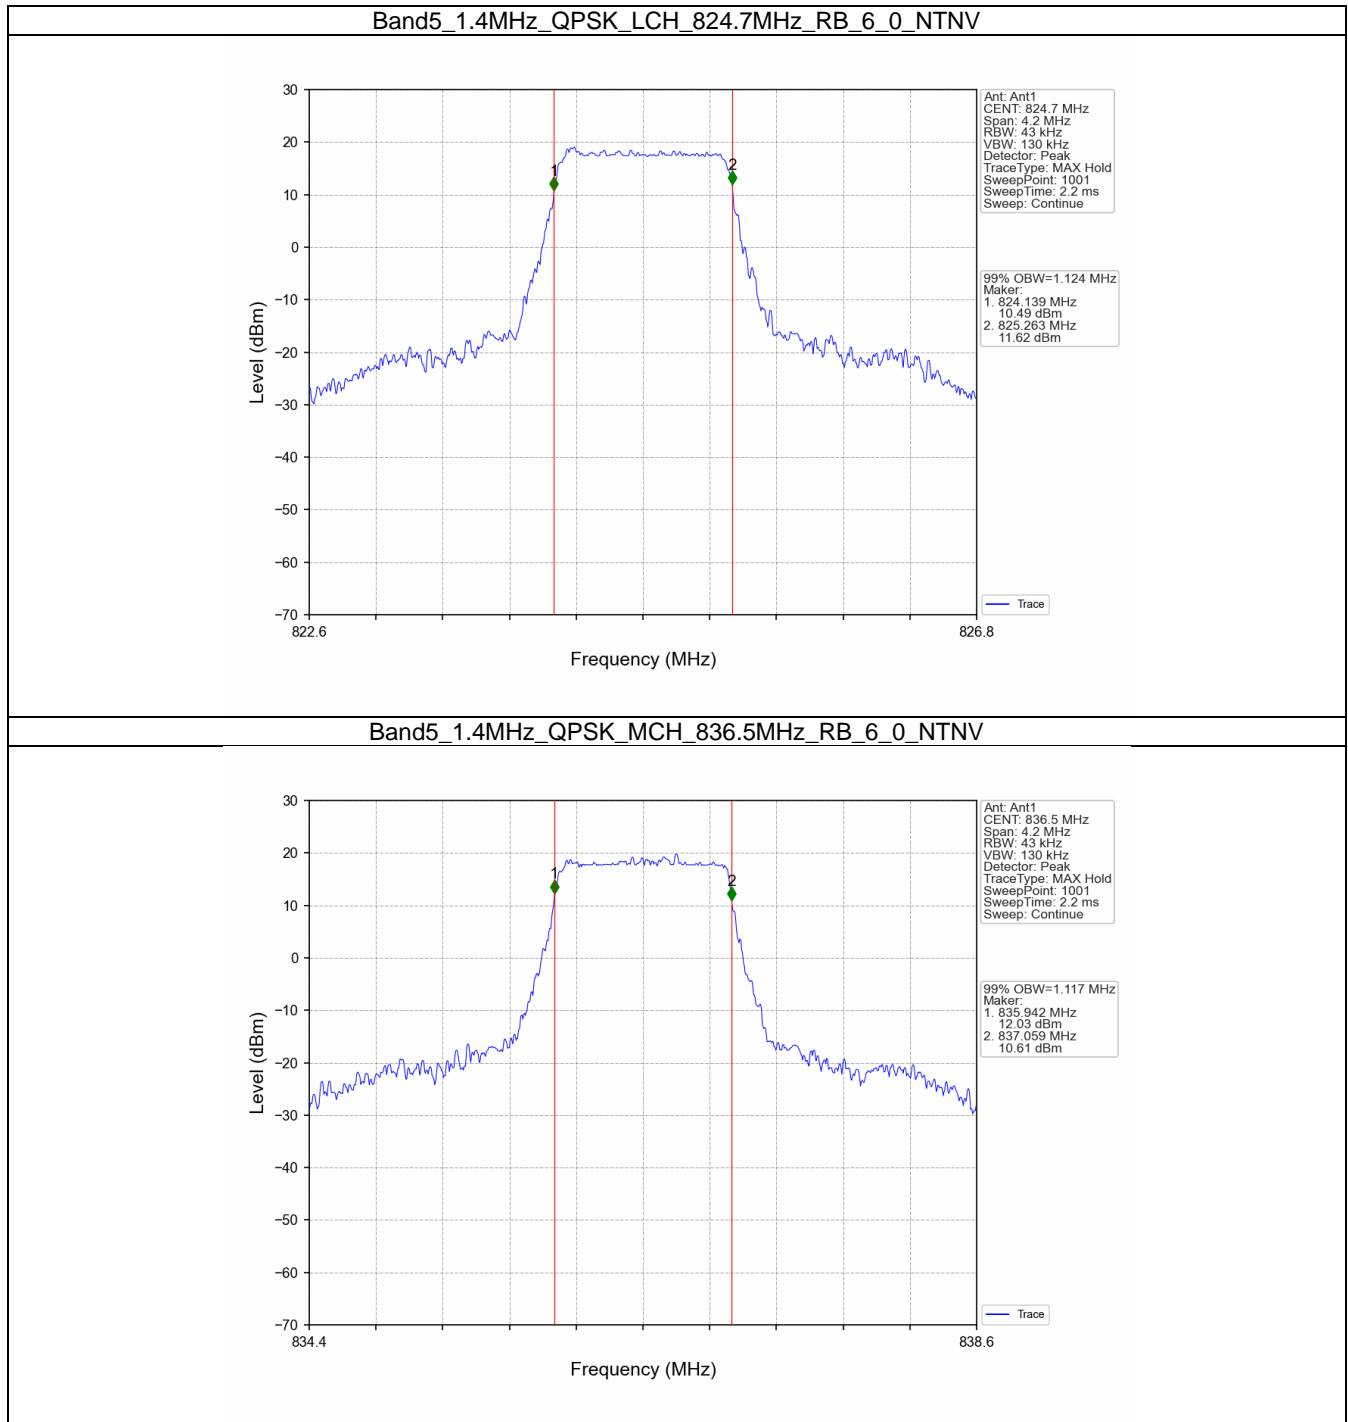 Band5_1.4MHz_QPSK_LCH_824.7MHz_RB_6_0_NTNV
30
20
10
0
−10
−20
−30
−40
−50
−60
−70
Level (dBm)
1
2
822.6
826.8
Frequency (MHz)
Ant: Ant1
CENT: 824.7 MHz
Span: 4.2 MHz
RBW: 43 kHz
VBW: 130 kHz
Detector: Peak
TraceType: MAX Hold
SweepPoint: 1001
SweepTime: 2.2 ms
Sweep: Continue
99% OBW=1.124 MHz
Maker:
1. 824.139 MHz
10.49 dBm
2. 825.263 MHz
11.62 dBm
Trace
Band5_1.4MHz_QPSK_MCH_836.5MHz_RB_6_0_NTNV
30
20
10
0
−10
−20
−30
−40
−50
−60
−70
Level (dBm)
1
2
834.4
838.6
Frequency (MHz)
Ant: Ant1
CENT: 836.5 MHz
Span: 4.2 MHz
RBW: 43 kHz
VBW: 130 kHz
Detector: Peak
TraceType: MAX Hold
SweepPoint: 1001
SweepTime: 2.2 ms
Sweep: Continue
99% OBW=1.117 MHz
Maker:
1. 835.942 MHz
12.03 dBm
2. 837.059 MHz
10.61 dBm
Trace